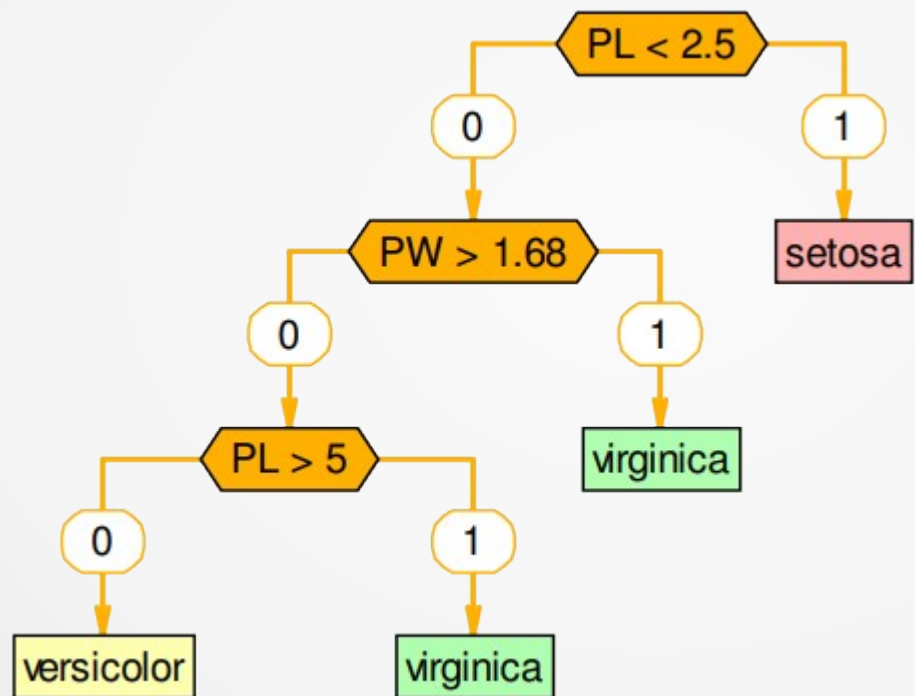 PL < 2.5
0
1
PW > 1.68
setosa
0
1
PL > 5
virginica
0
1
versicolor
virginica